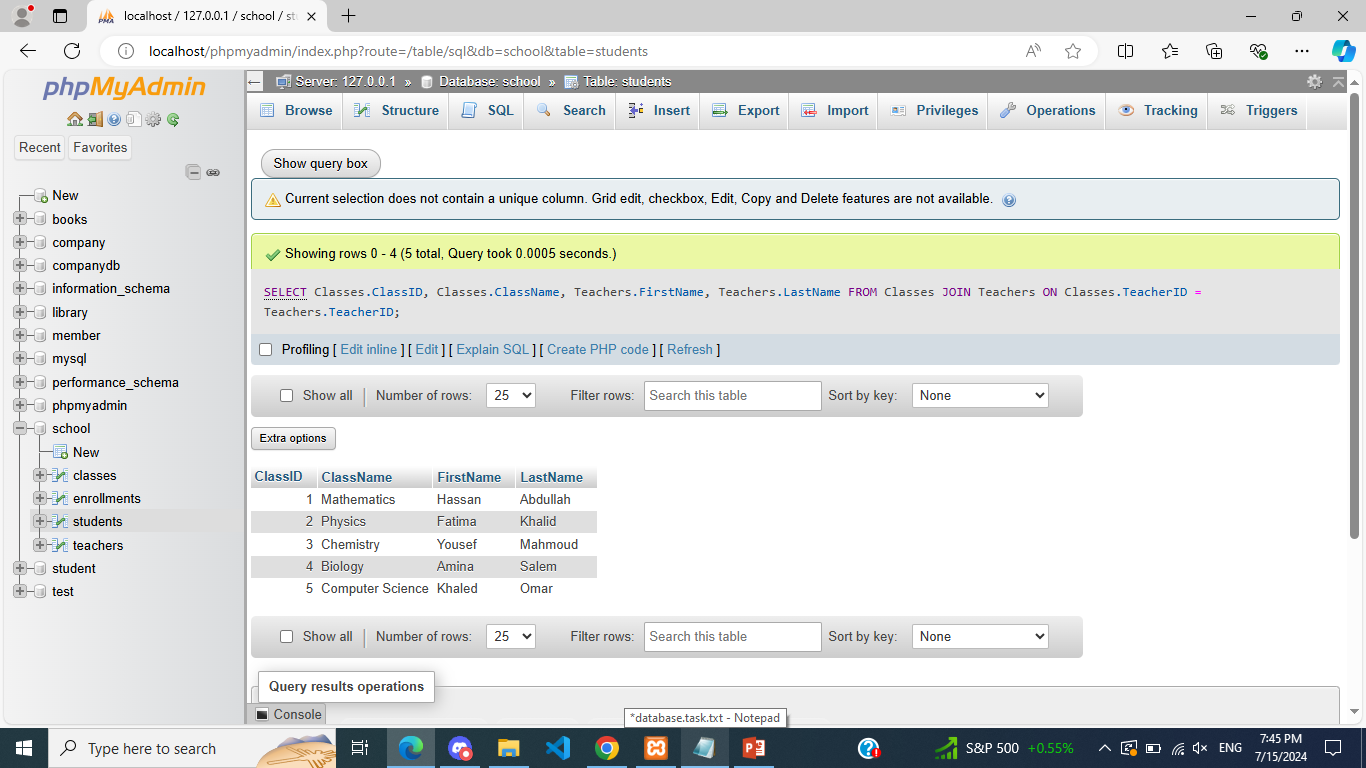 localhost / 127.0.0.1 / school / stu
localhost/phpmyadmin/index.php?route=/table/sql&db=school&table=students
phpMyAdmin
Recent Favorites
New
books
company
companydb
information_schema
library
member
mysql
performance_schema
phpmyadmin
school
New
classes
enrollments
students
teachers
student
test
Server: 127.0.0.1 » Database: school » Table: students
Browse Structure SQL Search Insert Export Import Privileges Operations Tracking Triggers
Show query box
Current selection does not contain a unique column. Grid edit, checkbox, Edit, Copy and Delete features are not available.
Showing rows 0 - 4 (5 total, Query took 0.0005 seconds.)
SELECT Classes.ClassID, Classes.ClassName, Teachers.FirstName, Teachers.LastName FROM Classes JOIN Teachers ON Classes.TeacherID =
Teachers.TeacherID;
Profiling [ Edit inline ] [ Edit ] [ Explain SQL ] [ Create PHP code ] [ Refresh ]
Show all Number of rows: 25 Filter rows: Search this table Sort by key: None
Extra options
ClassID ClassName FirstName LastName
1 Mathematics Hassan Abdullah
2 Physics Fatima Khalid
3 Chemistry Yousef Mahmoud
4 Biology Amina Salem
5 Computer Science Khaled Omar
Show all Number of rows: 25 Filter rows: Search this table Sort by key: None
Query results operations
Console
*database.task.txt - Notepad
Type here to search
S&P 500 +0.55%
ENG
7:45 PM
7/15/2024